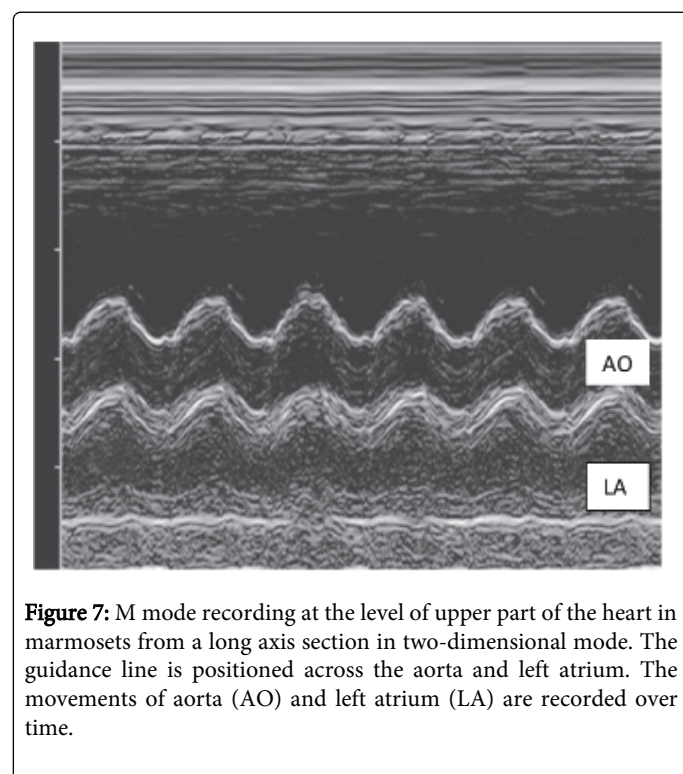 AO
LA
Figure 7: M mode recording at the level of upper part of the heart in
marmosets from a long axis section in two-dimensional mode. The
guidance line is positioned across the aorta and left atrium. The
movements of aorta (AO) and left atrium (LA) are recorded over
time.